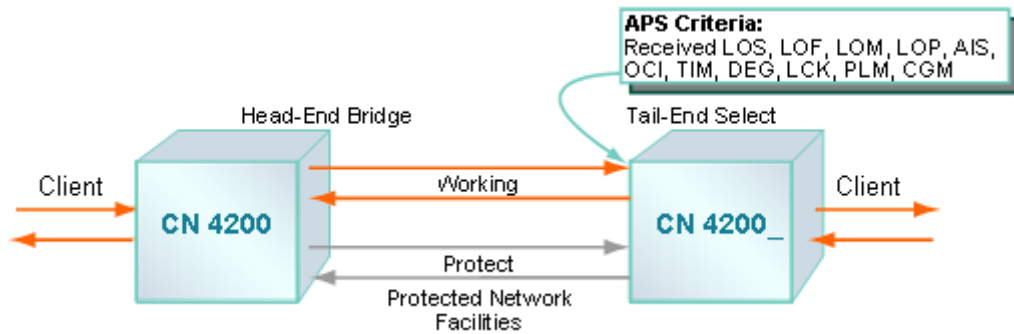 APS Criteria:
Received LOS, LOF, LOM, LOP, AIS,
OCI, TIM, DEG, LCK, PLM, CGM
Head-End Bridge
Tail-End Select
Client
CN 4200
Working
Protect
Protected Network
Facilities
CN 4200_
Client